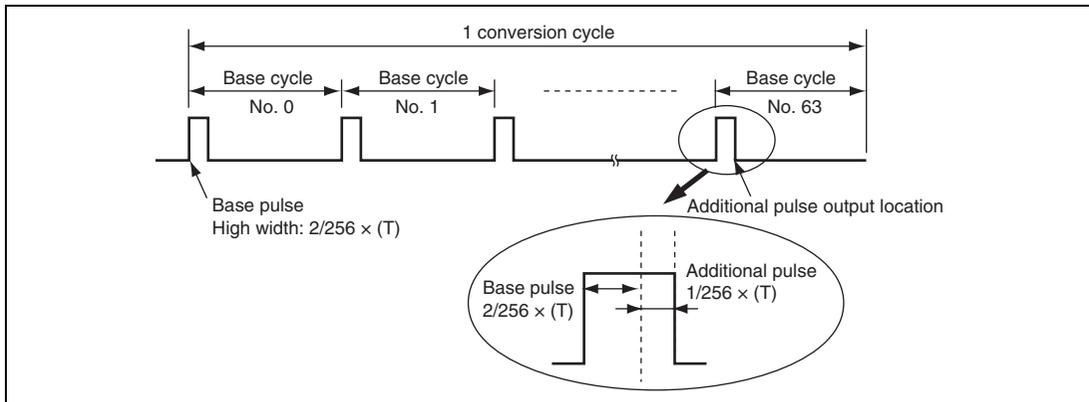 1 conversion cycle
Base cycle
No. 0
Base cycle
No. 1
Base cycle
No. 63
Base pulse
High width: 2/256 × (T)
Additional pulse output location
Base pulse
2/256 × (T)
Additional pulse
1/256 × (T)